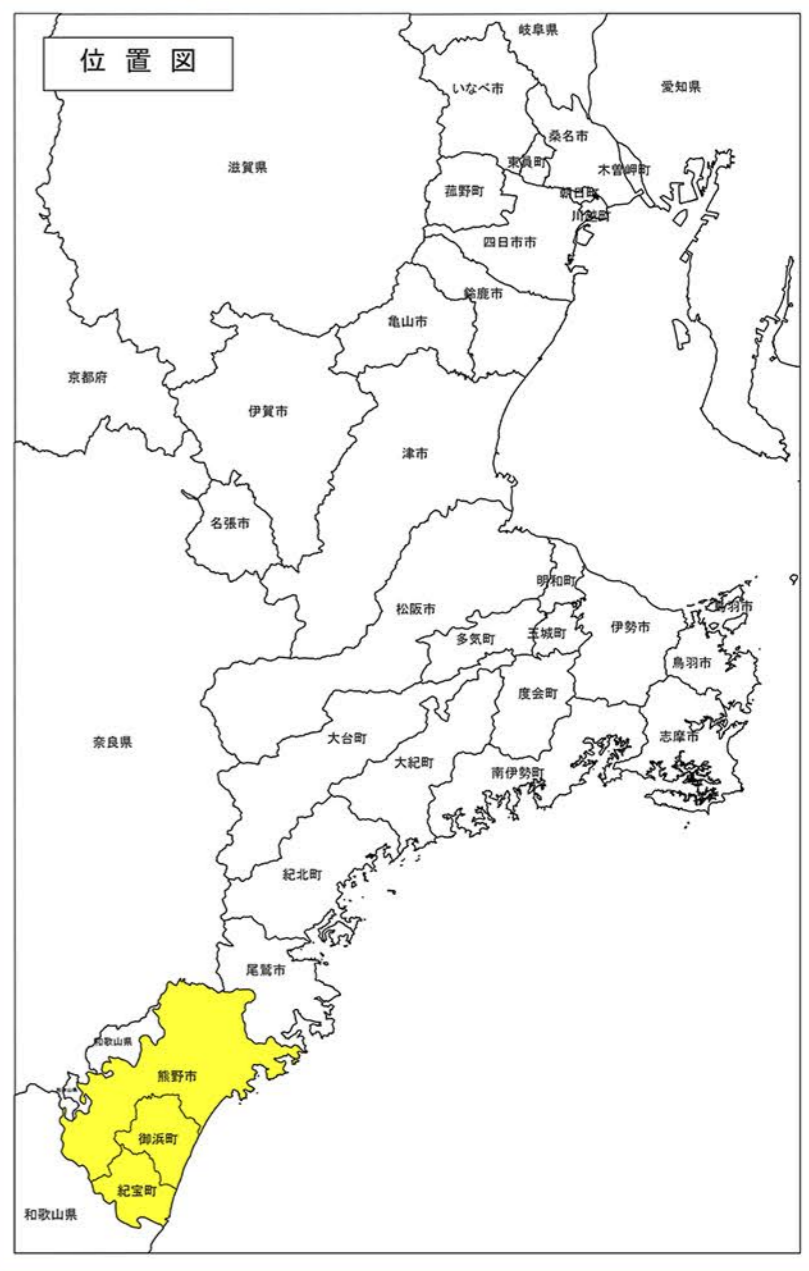 位置図
岐阜県
いなべ市
愛知県
桑名市
東員町
木曽岬町
滋賀県
菰野町
朝日町
川越町
四日市市
鈴鹿市
亀山市
京都府
伊賀市
津市
名張市
明和町
松阪市
鳥羽市
伊勢市
多気町
玉城町
鳥羽市
度会町
奈良県
大台町
志摩市
大紀町
南伊勢町
紀北町
尾鷲市
和歌山県
熊野市
御浜町
紀宝町
和歌山県